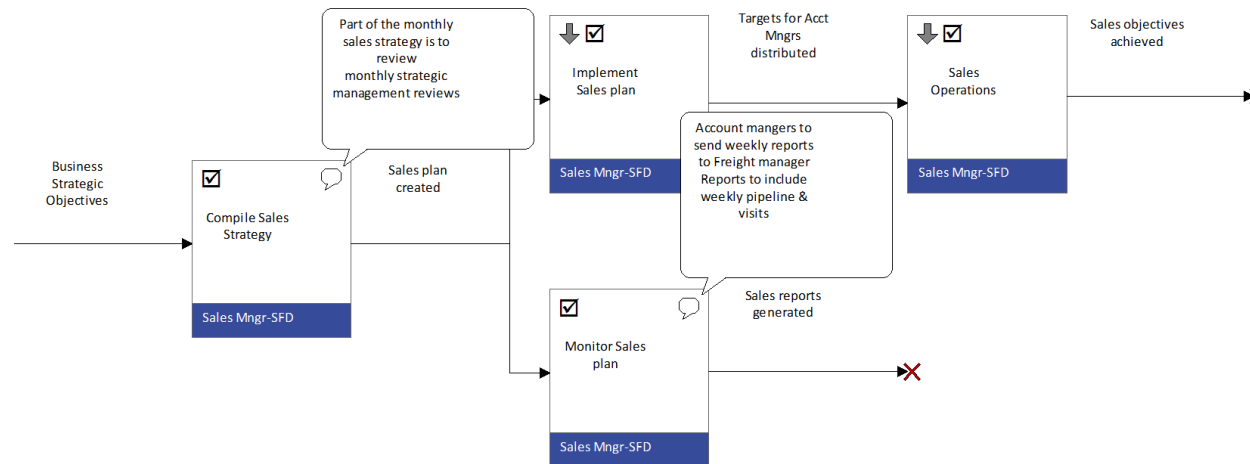 Part of the monthly
sales strategy is to
review
monthly strategic
management reviews
Implement
Sales plan
Sales Mngr-SFD
Targets for Acct
Mngrs
distributed
Sales
Operations
Sales Mngr-SFD
Sales objectives
achieved
Business
Strategic
Objectives
Compile Sales
Strategy
Sales Mngr-SFD
Sales plan
created
Account mangers to
send weekly reports
to Freight manager
Reports to include
weekly pipeline &
visits
Monitor Sales
plan
Sales Mngr-SFD
Sales reports
generated